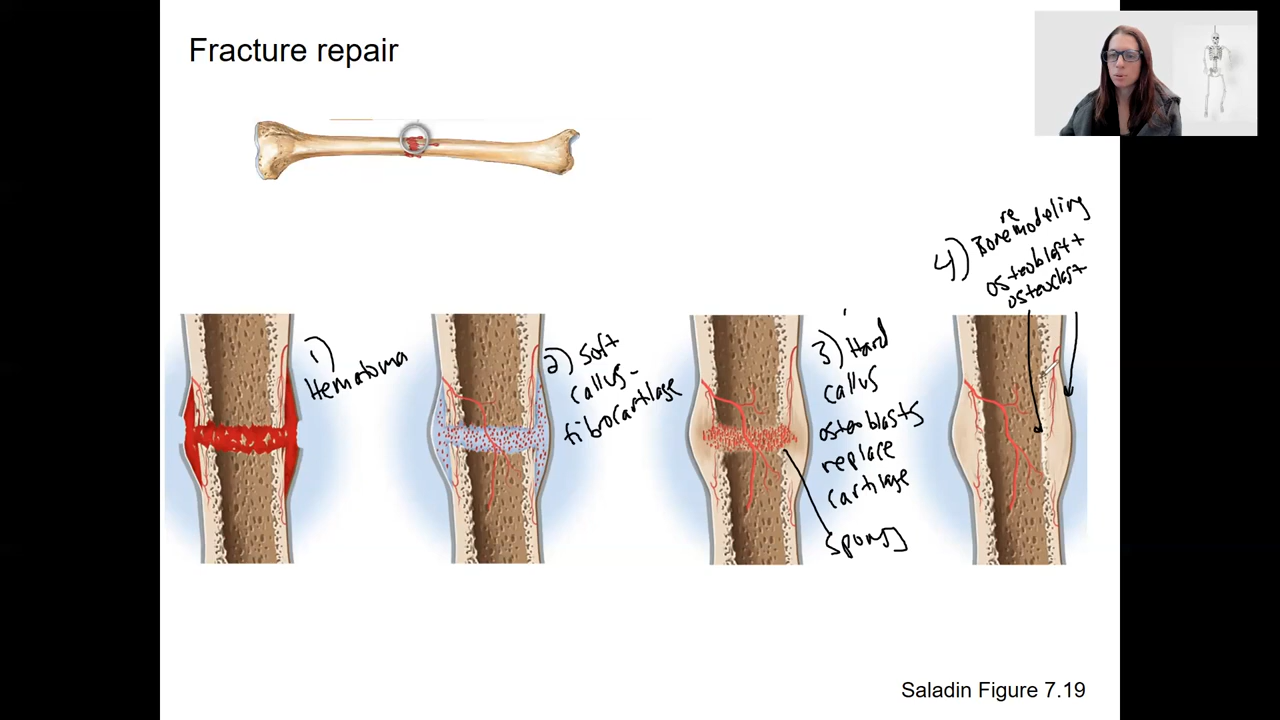 Fracture repair
1)
Hematoma
2) Soft
callus-
fibrocartilage
3) Hard
callus
osteoblasts
replace
cartilage
spongy
4) Bone remodeling
osteoblast +
osteoclast
Saladin Figure 7.19